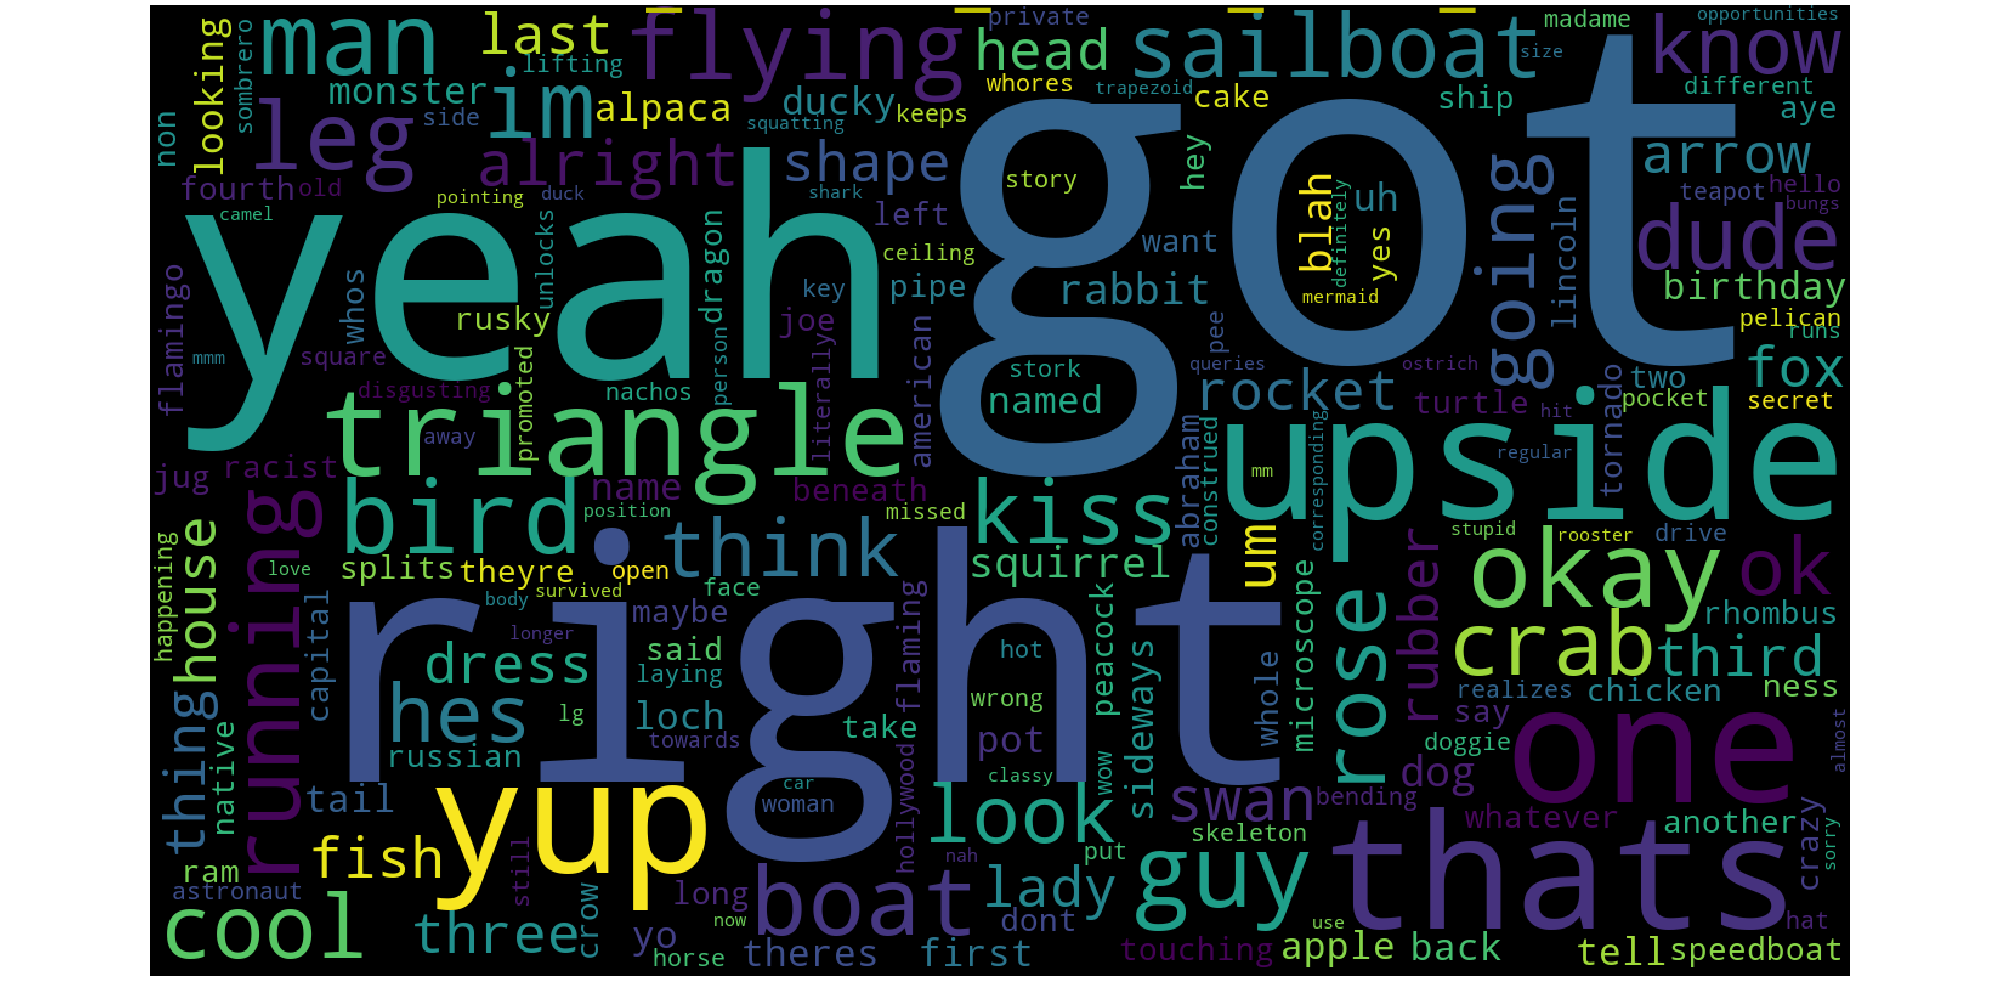 man
last
flying
private
head
sailboat
madame
opportunities
know
looking
sombrero
lifting
whores
trapezoid
size
different
monster
im
alpaca
ducky
keeps
cake
ship
aye
leg
side
squatting
non
alright
shape
hey
got
going
arrow
fourth
old
pointing
duck
shark
story
blah
definitely
uh
teapot
hello
bungs
camel
yeah
left
want
lincoln
dude
unlocks
dragon
ceiling
yes
flamingo
whos
key
pipe
rabbit
mermaid
birthday
rusky
joe
pee
pelican
runs
mmm
square
promoted
person
literally
american
stork
queries
ostrich
tornado
two
fox
disgusting
nachos
named
rocket
turtle
pocket
secret
away
triangle
abraham
construed
corresponding
hit
upside
jug
racist
name
beneath
mm
regular
running
bird
position
missed
kiss
happening
house
think
um
stupid
rooster
drive
love
splits
theyre
open
squirrel
okay
ok
body
survived
face
flaming
peacock
microscope
rose
rubber
capital
right
longer
maybe
rhombus
dress
said
hot
sideways
whole
crab
third
thing
native
hes
lg
laying
loch
take
wrong
realizes
chicken
ness
russian
towards
pot
say
one
almost
tail
car
woman
hollywood
classy
wow
doggie
dog
yup
look
swan
bending
whatever
another
crazy
sorry
fish
nah
put
skeleton
thats
ram
astronaut
still
crow
long
boat
lady
guy
cool
three
now
yo
dont
use
hat
horse
theres
first
touching
apple
back
tell
speedboat